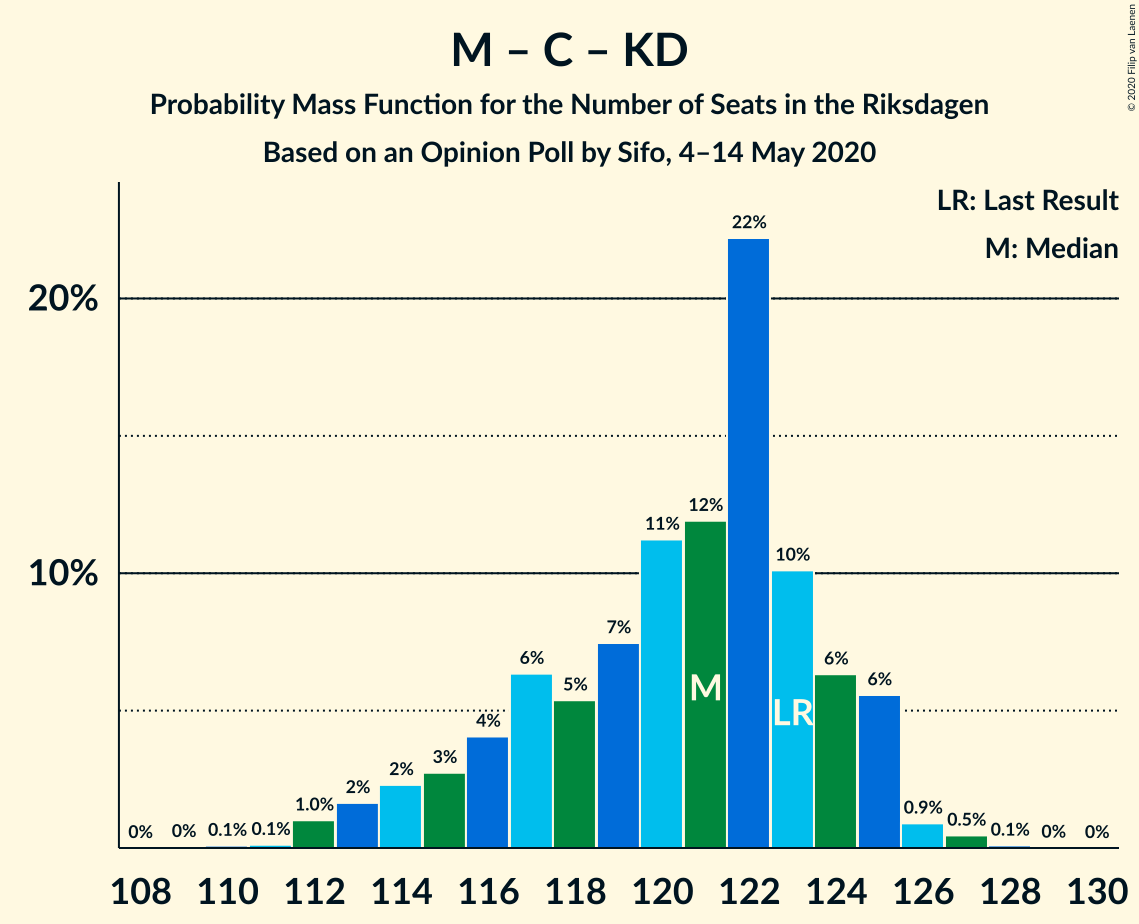 M – C – KD
Probability Mass Function for the Number of Seats in the Riksdagen
Based on an Opinion Poll by Sifo, 4–14 May 2020
© 2020 Filip van Laenen
LR: Last Result
M: Median
20%
10%
0% 0% 0.1% 0.1% 1.0% 2% 2% 3% 4% 6% 5% 7% 11% 12% 22% 10% 6% 6% 0.9% 0.5% 0.1% 0% 0%
M
LR
108 110 112 114 116 118 120 122 124 126 128 130